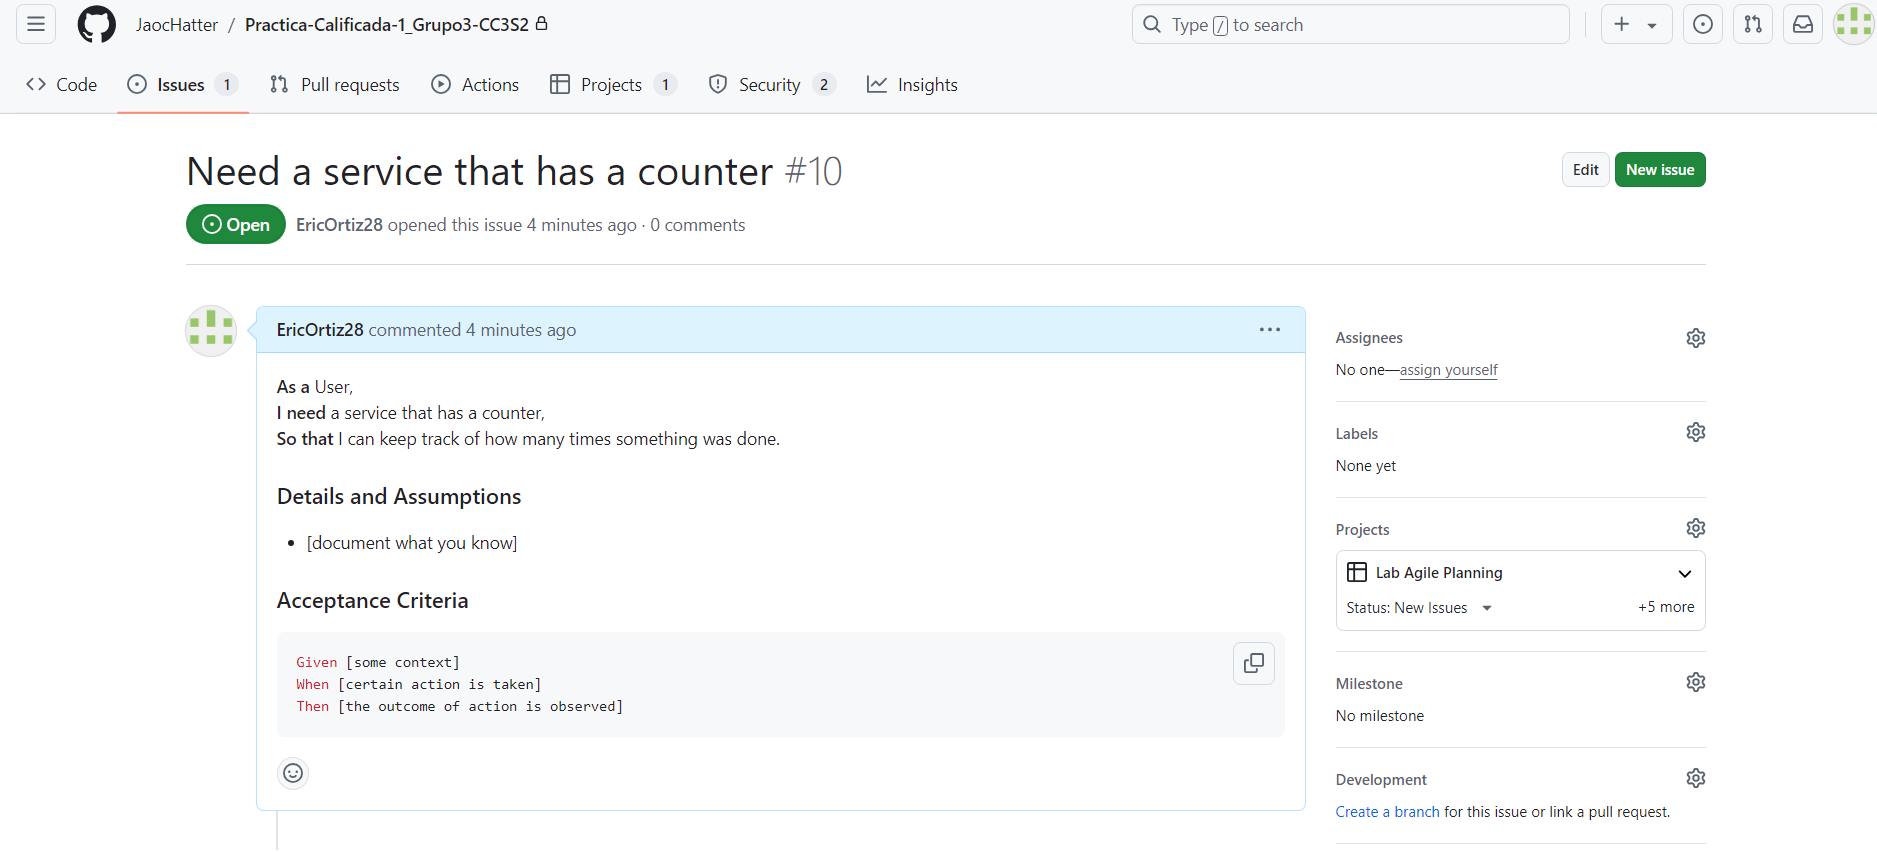 JaocHatter / Practica-Calificada-1_Grupo3-CC3S2
Type / to search
Code
Issues 1
Pull requests
Actions
Projects 1
Security 2
Insights
Need a service that has a counter #10
Edit
New issue
Open
EricOrtiz28 opened this issue 4 minutes ago · 0 comments
EricOrtiz28 commented 4 minutes ago
As a User,
I need a service that has a counter,
So that I can keep track of how many times something was done.
Details and Assumptions
• [document what you know]
Acceptance Criteria
Given [some context]
When [certain action is taken]
Then [the outcome of action is observed]
Assignees
No one—assign yourself
Labels
None yet
Projects
Lab Agile Planning
Status: New Issues
+5 more
Milestone
No milestone
Development
Create a branch for this issue or link a pull request.